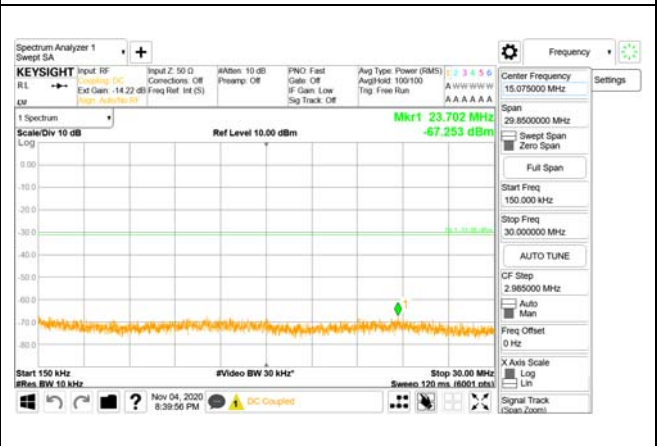 Spectrum Analyzer 1
Swept SA
Frequency
KEYSIGHT
RL
Input: RF
Coupling: DC
Ext Gain: -14.22 dB
Align: Auto/No RF
Input Z: 50 Ω
Corrections: Off
Freq Ref: Int (S)
#Atten: 10 dB
Preamp: Off
PNO: Fast
Gate: Off
IF Gain: Low
Sig Track: Off
Avg Type: Power (RMS)
Avg|Hold: 100/100
Trig: Free Run
1 2 3 4 5 6
A W W W W W
A A A A A A
Center Frequency
15.075000 MHz
Settings
1 Spectrum
Scale/Div 10 dB
Ref Level 10.00 dBm
Mkr1 23.702 MHz
-67.253 dBm
Log
0.00
-10.0
-20.0
-30.0
-40.0
-50.0
-60.0
-70.0
-80.0
1
Span
29.8500000 MHz
Swept Span
Zero Span
Full Span
Start Freq
150.000 kHz
Stop Freq
30.000000 MHz
AUTO TUNE
CF Step
2.985000 MHz
Auto
Man
Freq Offset
0 Hz
X Axis Scale
Log
Lin
Signal Track
(Span Zoom)
Start 150 kHz
#Video BW 30 kHz*
Stop 30.00 MHz
#Res BW 10 kHz
Sweep 120 ms (6001 pts)
?
Nov 04, 2020
8:39:56 PM
1
DC Coupled